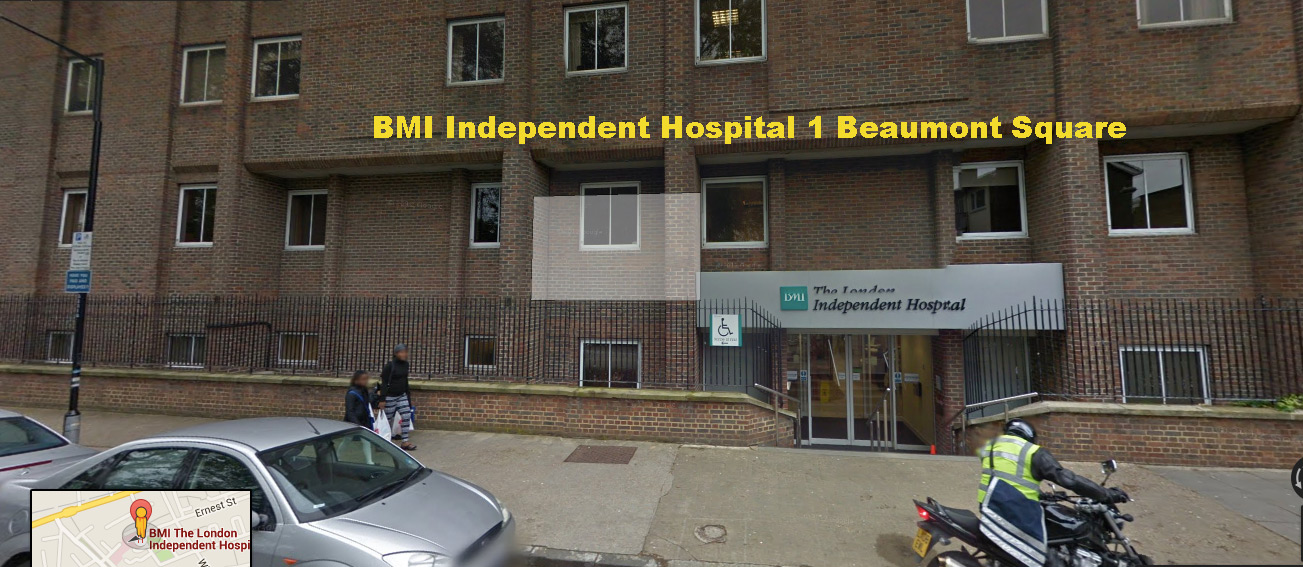 BMI Independent Hospital 1 Beaumont Square
BMI
The London
Independent Hospital
Ernest St
BMI The London
Independent Hospi